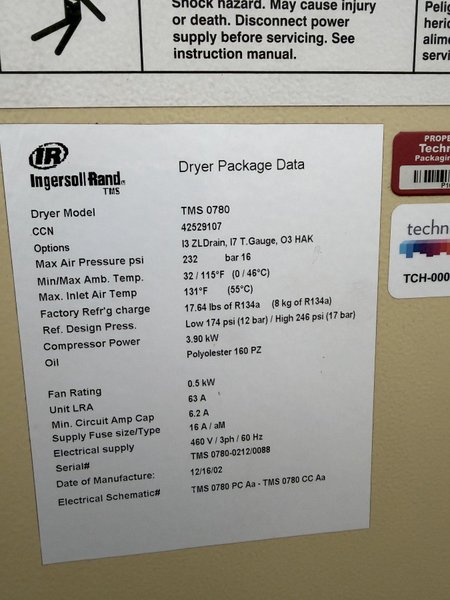 Shock hazard. May cause injury
or death. Disconnect power
supply before servicing. See
instruction manual.
IR
Ingersoll-Rand®
TMS
Dryer Package Data
Dryer Model TMS 0780
CCN 42529107
Options I3 ZLDrain, I7 T.Gauge, O3 HAK
Max Air Pressure psi 232 bar 16
Min/Max Amb. Temp. 32 / 115°F (0 / 46°C)
Max. Inlet Air Temp 131°F (55°C)
Factory Refr'g charge 17.64 lbs of R134a (8 kg of R134a)
Ref. Design Press. Low 174 psi (12 bar) / High 246 psi (17 bar)
Compressor Power 3.90 kW
Oil Polyolester 160 PZ
Fan Rating 0.5 kW
Unit LRA 63 A
Min. Circuit Amp Cap 6.2 A
Supply Fuse size/Type 16 A / aM
Electrical supply 460 V / 3ph / 60 Hz
Serial# TMS 0780-0212/0088
Date of Manufacture: 12/16/02
Electrical Schematic# TMS 0780 PC Aa - TMS 0780 CC Aa
PROPE
Techn
Packagin
techn
TCH-000